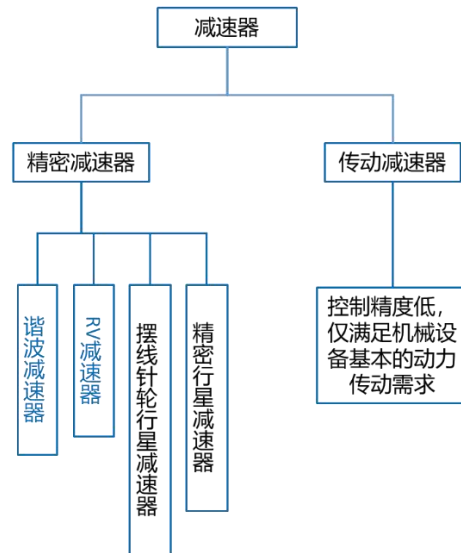 减速器
精密减速器
传动减速器
谐波减速器
RV减速器
摆线针轮行星减速器
精密行星减速器
控制精度低，
仅满足机械设
备基本的动力
传动需求